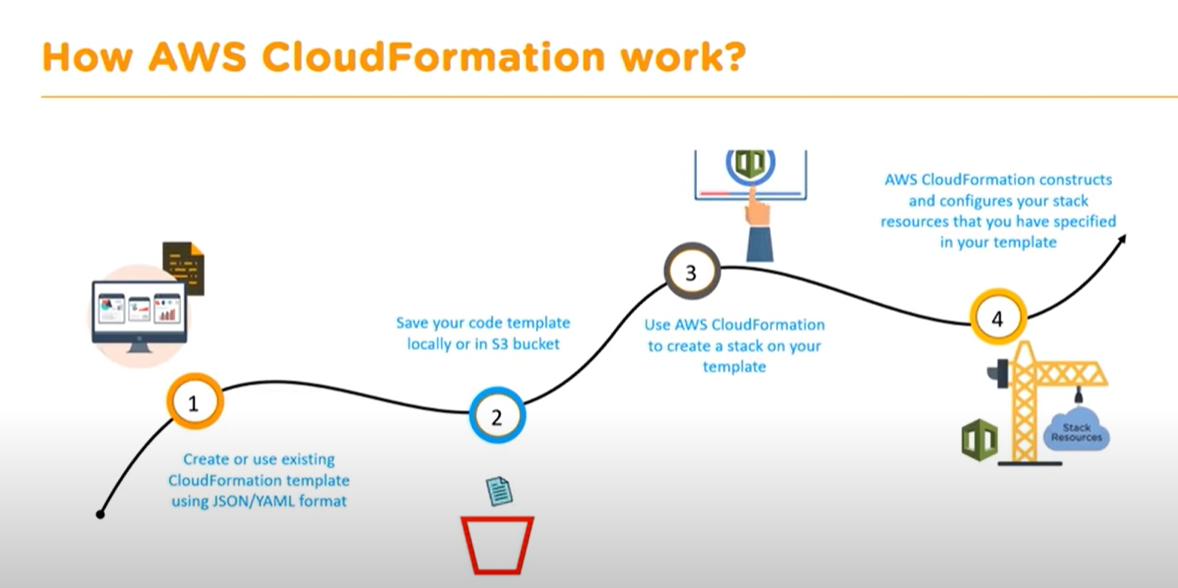 How AWS CloudFormation work?
1
Create or use existing
CloudFormation template
using JSON/YAML format
Save your code template
locally or in S3 bucket
2
3
Use AWS CloudFormation
to create a stack on your
template
AWS CloudFormation constructs
and configures your stack
resources that you have specified
in your template
4
Stack
Resources